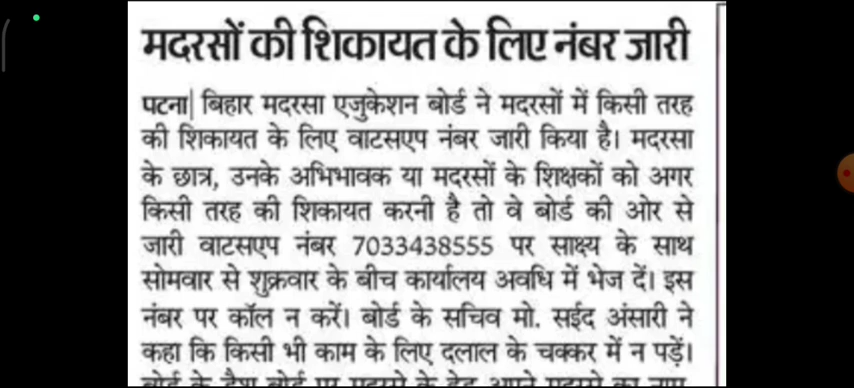 मदरसों की शिकायत के लिए नंबर जारी
पटना| बिहार मदरसा एजुकेशन बोर्ड ने मदरसों में किसी तरह
की शिकायत के लिए वाटसएप नंबर जारी किया है। मदरसा
के छात्र, उनके अभिभावक या मदरसों के शिक्षकों को अगर
किसी तरह की शिकायत करनी है तो वे बोर्ड की ओर से
जारी वाटसएप नंबर 7033438555 पर साक्ष्य के साथ
सोमवार से शुक्रवार के बीच कार्यालय अवधि में भेज दें। इस
नंबर पर कॉल न करें। बोर्ड के सचिव मो. सईद अंसारी ने
कहा कि किसी भी काम के लिए दलाल के चक्कर में न पड़ें।